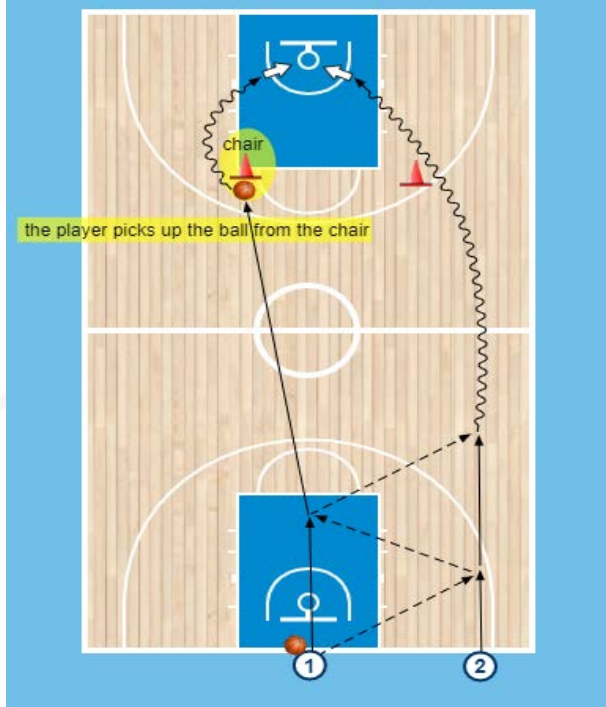 chair
the player picks up the ball from the chair
1
2